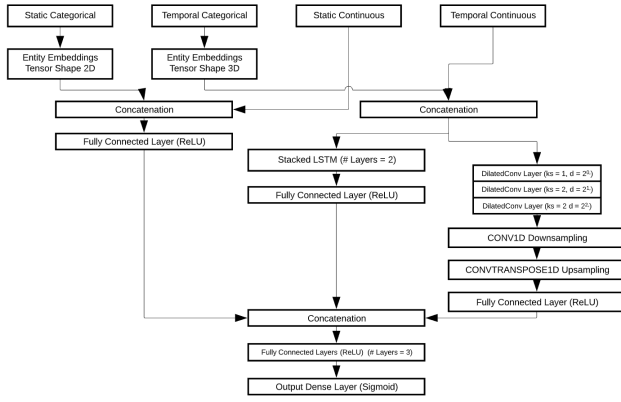 Static Categorical
Temporal Categorical
Static Continuous
Temporal Continuous
Entity Embeddings
Tensor Shape 2D
Entity Embeddings
Tensor Shape 3D
Concatenation
Concatenation
Fully Connected Layer (ReLU)
Stacked LSTM (# Layers = 2)
Fully Connected Layer (ReLU)
DilatedConv Layer (ks = 1, d = 2⁰·)
DilatedConv Layer (ks = 2, d = 2¹·)
DilatedConv Layer (ks = 2 d = 2²·)
CONV1D Downsampling
CONVTRANSPOSE1D Upsampling
Fully Connected Layer (ReLU)
Concatenation
Fully Connected Layers (ReLU) (# Layers = 3)
Output Dense Layer (Sigmoid)